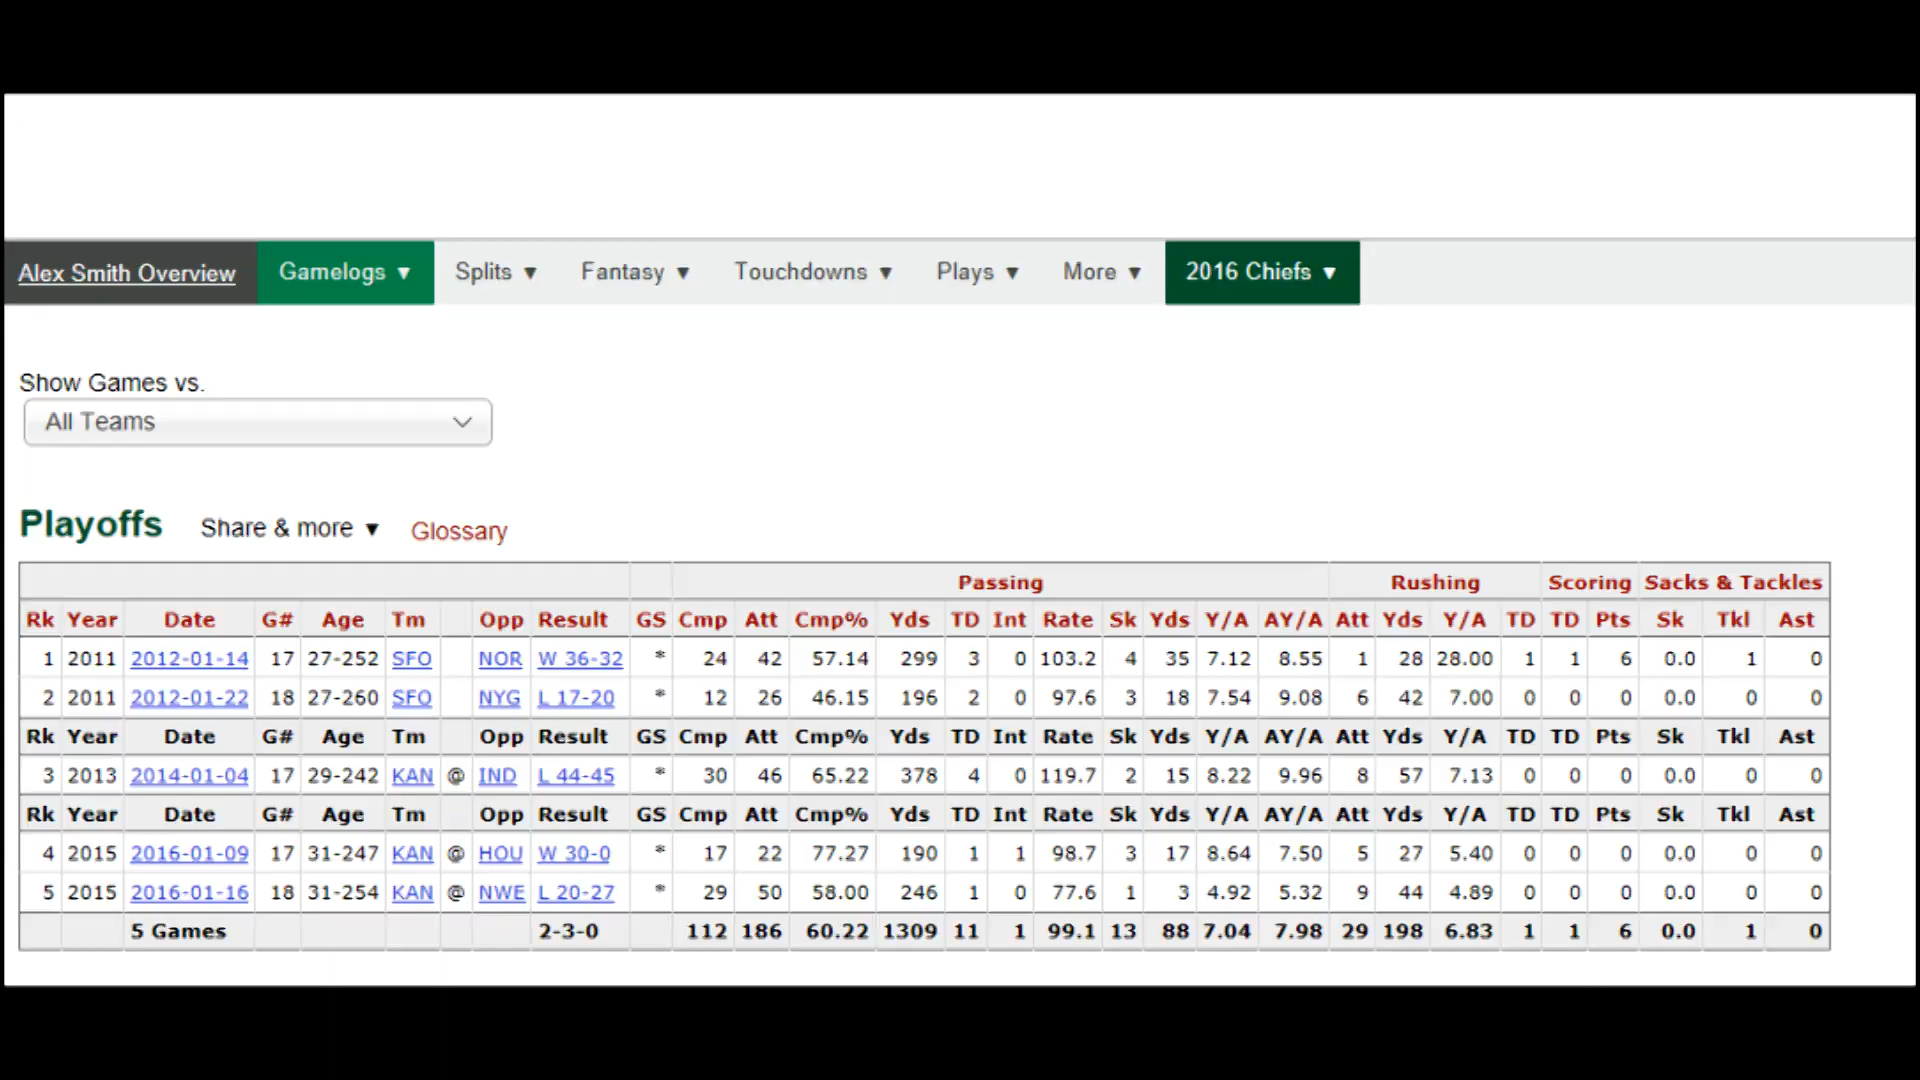 Alex Smith Overview Gamelogs ▼ Splits ▼ Fantasy ▼ Touchdowns ▼ Plays ▼ More ▼ 2016 Chiefs ▼
Show Games vs.
All Teams
Playoffs Share & more ▼ Glossary
Passing Rushing Scoring Sacks & Tackles
Rk Year Date G# Age Tm Opp Result GS Cmp Att Cmp% Yds TD Int Rate Sk Yds Y/A AY/A Att Yds Y/A TD TD Pts Sk Tkl Ast
1 2011 2012-01-14 17 27-252 SFO NOR W 36-32 * 24 42 57.14 299 3 0 103.2 4 35 7.12 8.55 1 28 28.00 1 1 6 0.0 1 0
2 2011 2012-01-22 18 27-260 SFO NYG L 17-20 * 12 26 46.15 196 2 0 97.6 3 18 7.54 9.08 6 42 7.00 0 0 0 0.0 0 0
Rk Year Date G# Age Tm Opp Result GS Cmp Att Cmp% Yds TD Int Rate Sk Yds Y/A AY/A Att Yds Y/A TD TD Pts Sk Tkl Ast
3 2013 2014-01-04 17 29-242 KAN @ IND L 44-45 * 30 46 65.22 378 4 0 119.7 2 15 8.22 9.96 8 57 7.13 0 0 0 0.0 0 0
Rk Year Date G# Age Tm Opp Result GS Cmp Att Cmp% Yds TD Int Rate Sk Yds Y/A AY/A Att Yds Y/A TD TD Pts Sk Tkl Ast
4 2015 2016-01-09 17 31-247 KAN @ HOU W 30-0 * 17 22 77.27 190 1 1 98.7 3 17 8.64 7.50 5 27 5.40 0 0 0 0.0 0 0
5 2015 2016-01-16 18 31-254 KAN @ NWE L 20-27 * 29 50 58.00 246 1 0 77.6 1 3 4.92 5.32 9 44 4.89 0 0 0 0.0 0 0
5 Games 2-3-0 112 186 60.22 1309 11 1 99.1 13 88 7.04 7.98 29 198 6.83 1 1 6 0.0 1 0